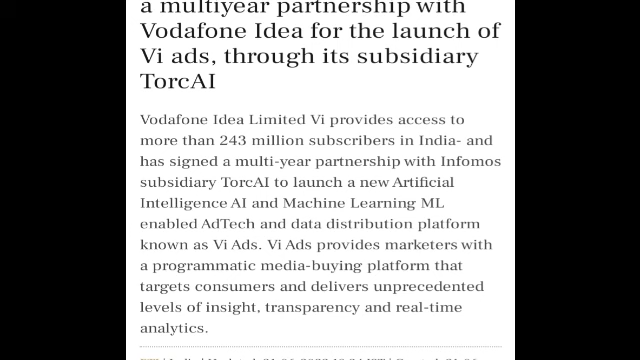 a multiyear partnership with
Vodafone Idea for the launch of
Vi ads, through its subsidiary
TorcAI
Vodafone Idea Limited Vi provides access to
more than 243 million subscribers in India- and
has signed a multi-year partnership with Infomos
subsidiary TorcAI to launch a new Artificial
Intelligence AI and Machine Learning ML
enabled AdTech and data distribution platform
known as Vi Ads. Vi Ads provides marketers with
a programmatic media-buying platform that
targets consumers and delivers unprecedented
levels of insight, transparency and real-time
analytics.